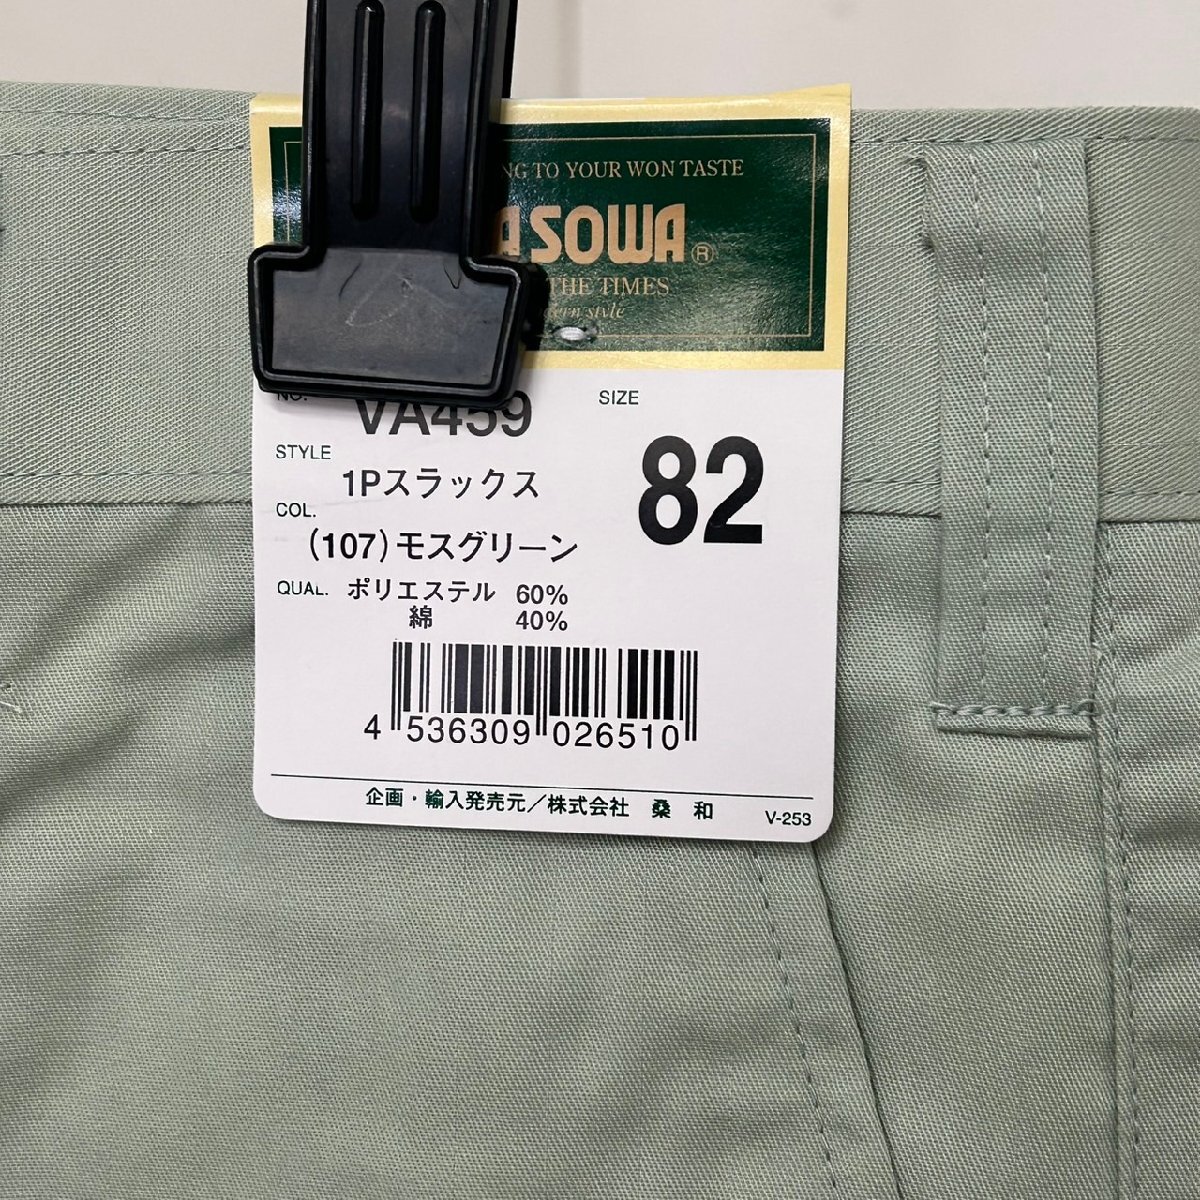 TO YOUR WON TASTE
SOWA®
THE TIMES
style
NO. VA459
SIZE
82
STYLE
1Pスラックス
COL.
(107)モスグリーン
QUAL. ポリエステル 60%
綿 40%
4 536309 026510
企画・輸入発売元／株式会社 桑 和
V-253